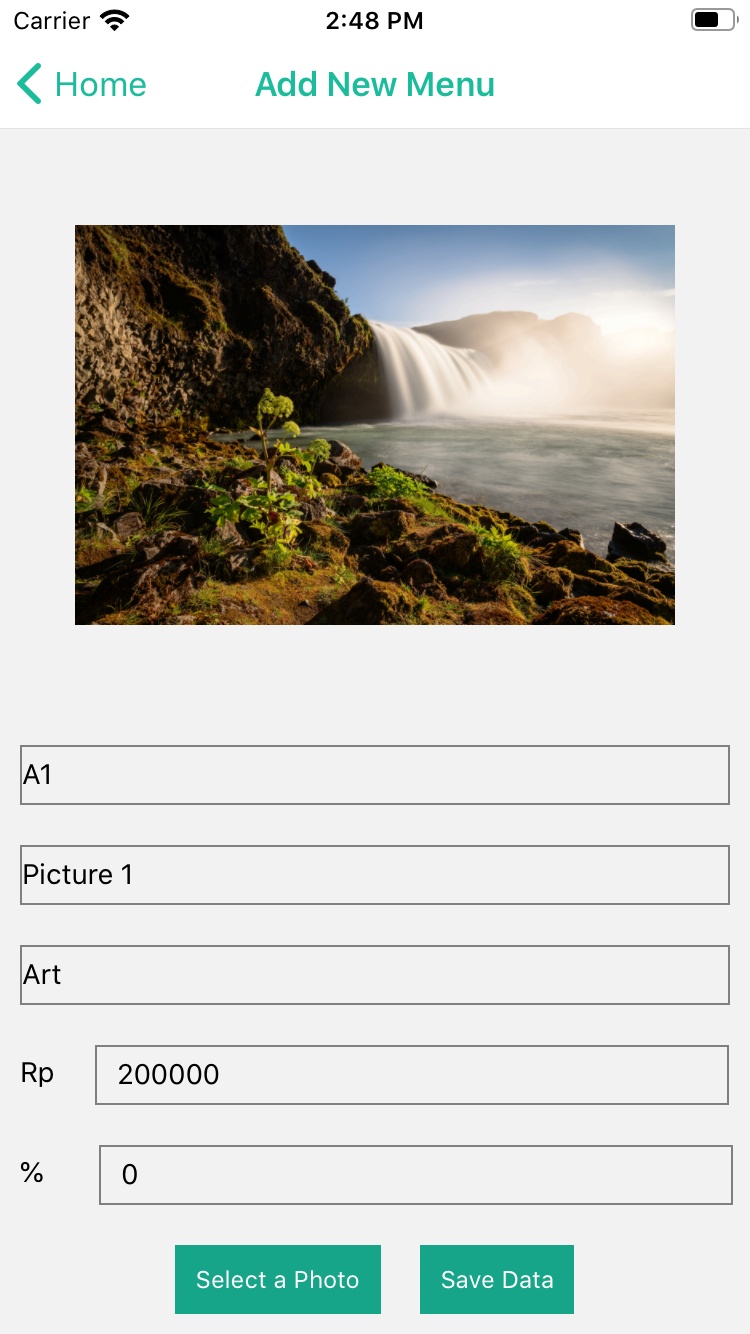 Carrier 2:48 PM
Home Add New Menu
A1
Picture 1
Art
Rp 200000
% 0
Select a Photo Save Data